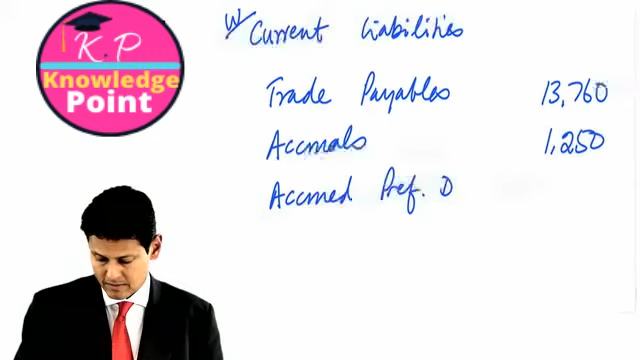 K.P
Knowledge
Point
W/ Current Liabilities
Trade Payables 13,760
Accruals 1,250
Accrued Pref. D